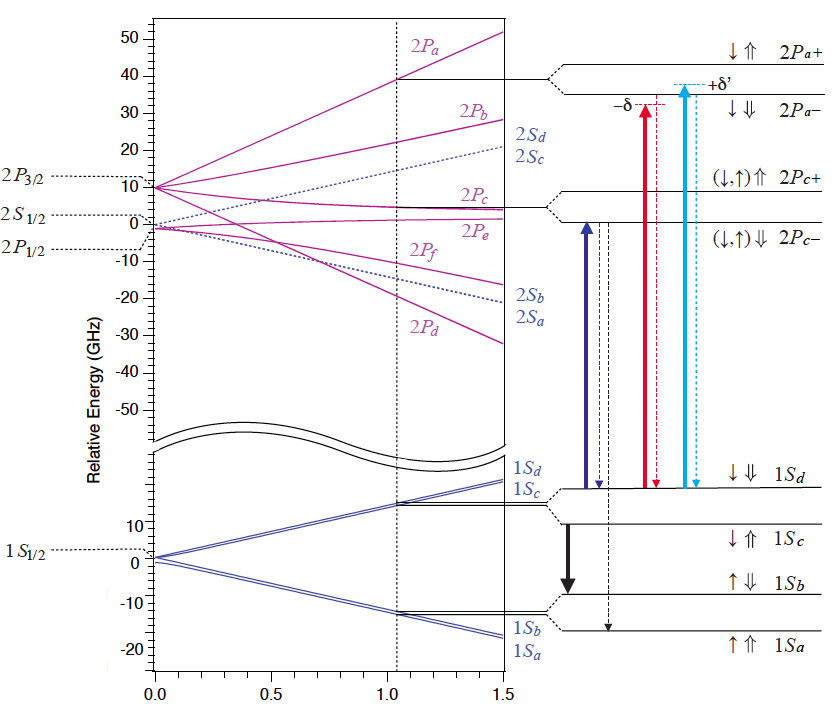 50
40
30
20
10
0
-10
-20
-30
-40
-50
10
0
-10
-20
Relative Energy (GHz)
0.0 0.5 1.0 1.5
2P3/2
2S1/2
2P1/2
1S1/2
2Pa
2Pb
2Sd
2Sc
2Pc
2Pe
2Pf
2Sb
2Sa
2Pd
1Sd
1Sc
1Sb
1Sa
↓⇑ 2Pa+
+δ'
−δ
↓⇓ 2Pa−
(↓,↑)⇑ 2Pc+
(↓,↑)⇓ 2Pc−
↓⇓ 1Sd
↓⇑ 1Sc
↑⇓ 1Sb
↑⇑ 1Sa